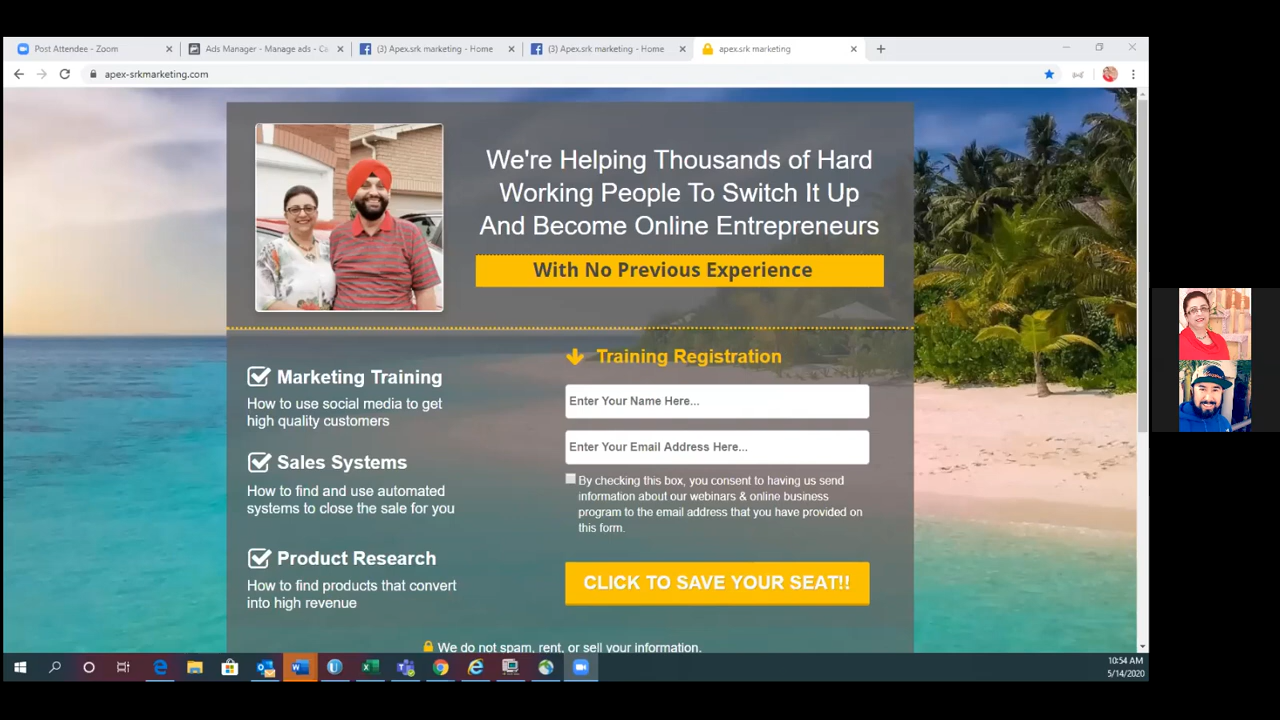 Post Attendee - Zoom
Ads Manager - Manage ads - Ca
(3) Apex.srk marketing - Home
(3) Apex.srk marketing - Home
apex.srk marketing
apex-srkmarketing.com
We're Helping Thousands of Hard
Working People To Switch It Up
And Become Online Entrepreneurs
With No Previous Experience
Marketing Training
How to use social media to get
high quality customers
Sales Systems
How to find and use automated
systems to close the sale for you
Product Research
How to find products that convert
into high revenue
Training Registration
Enter Your Name Here...
Enter Your Email Address Here...
By checking this box, you consent to having us send
information about our webinars & online business
program to the email address that you have provided on
this form.
CLICK TO SAVE YOUR SEAT!!
We do not spam, rent, or sell your information.
10:54 AM
5/14/2020